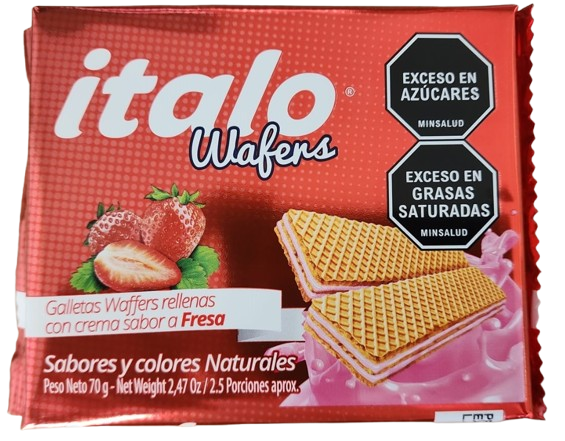 italo®
Wafers
EXCESO EN
AZÚCARES
MINSALUD
EXCESO EN
GRASAS
SATURADAS
MINSALUD
Galletas Waffers rellenas
con crema sabor a Fresa
Sabores y colores Naturales
Peso Neto 70 g - Net Weight 2,47 Oz / 2.5 Porciones aprox.